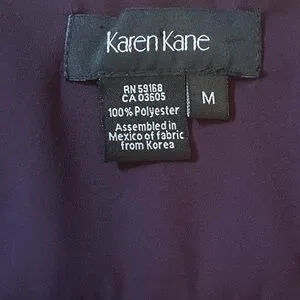 Karen Kane
RN 59168
CA 03605
100% Polyester
Assembled in
Mexico of fabric
from Korea
M